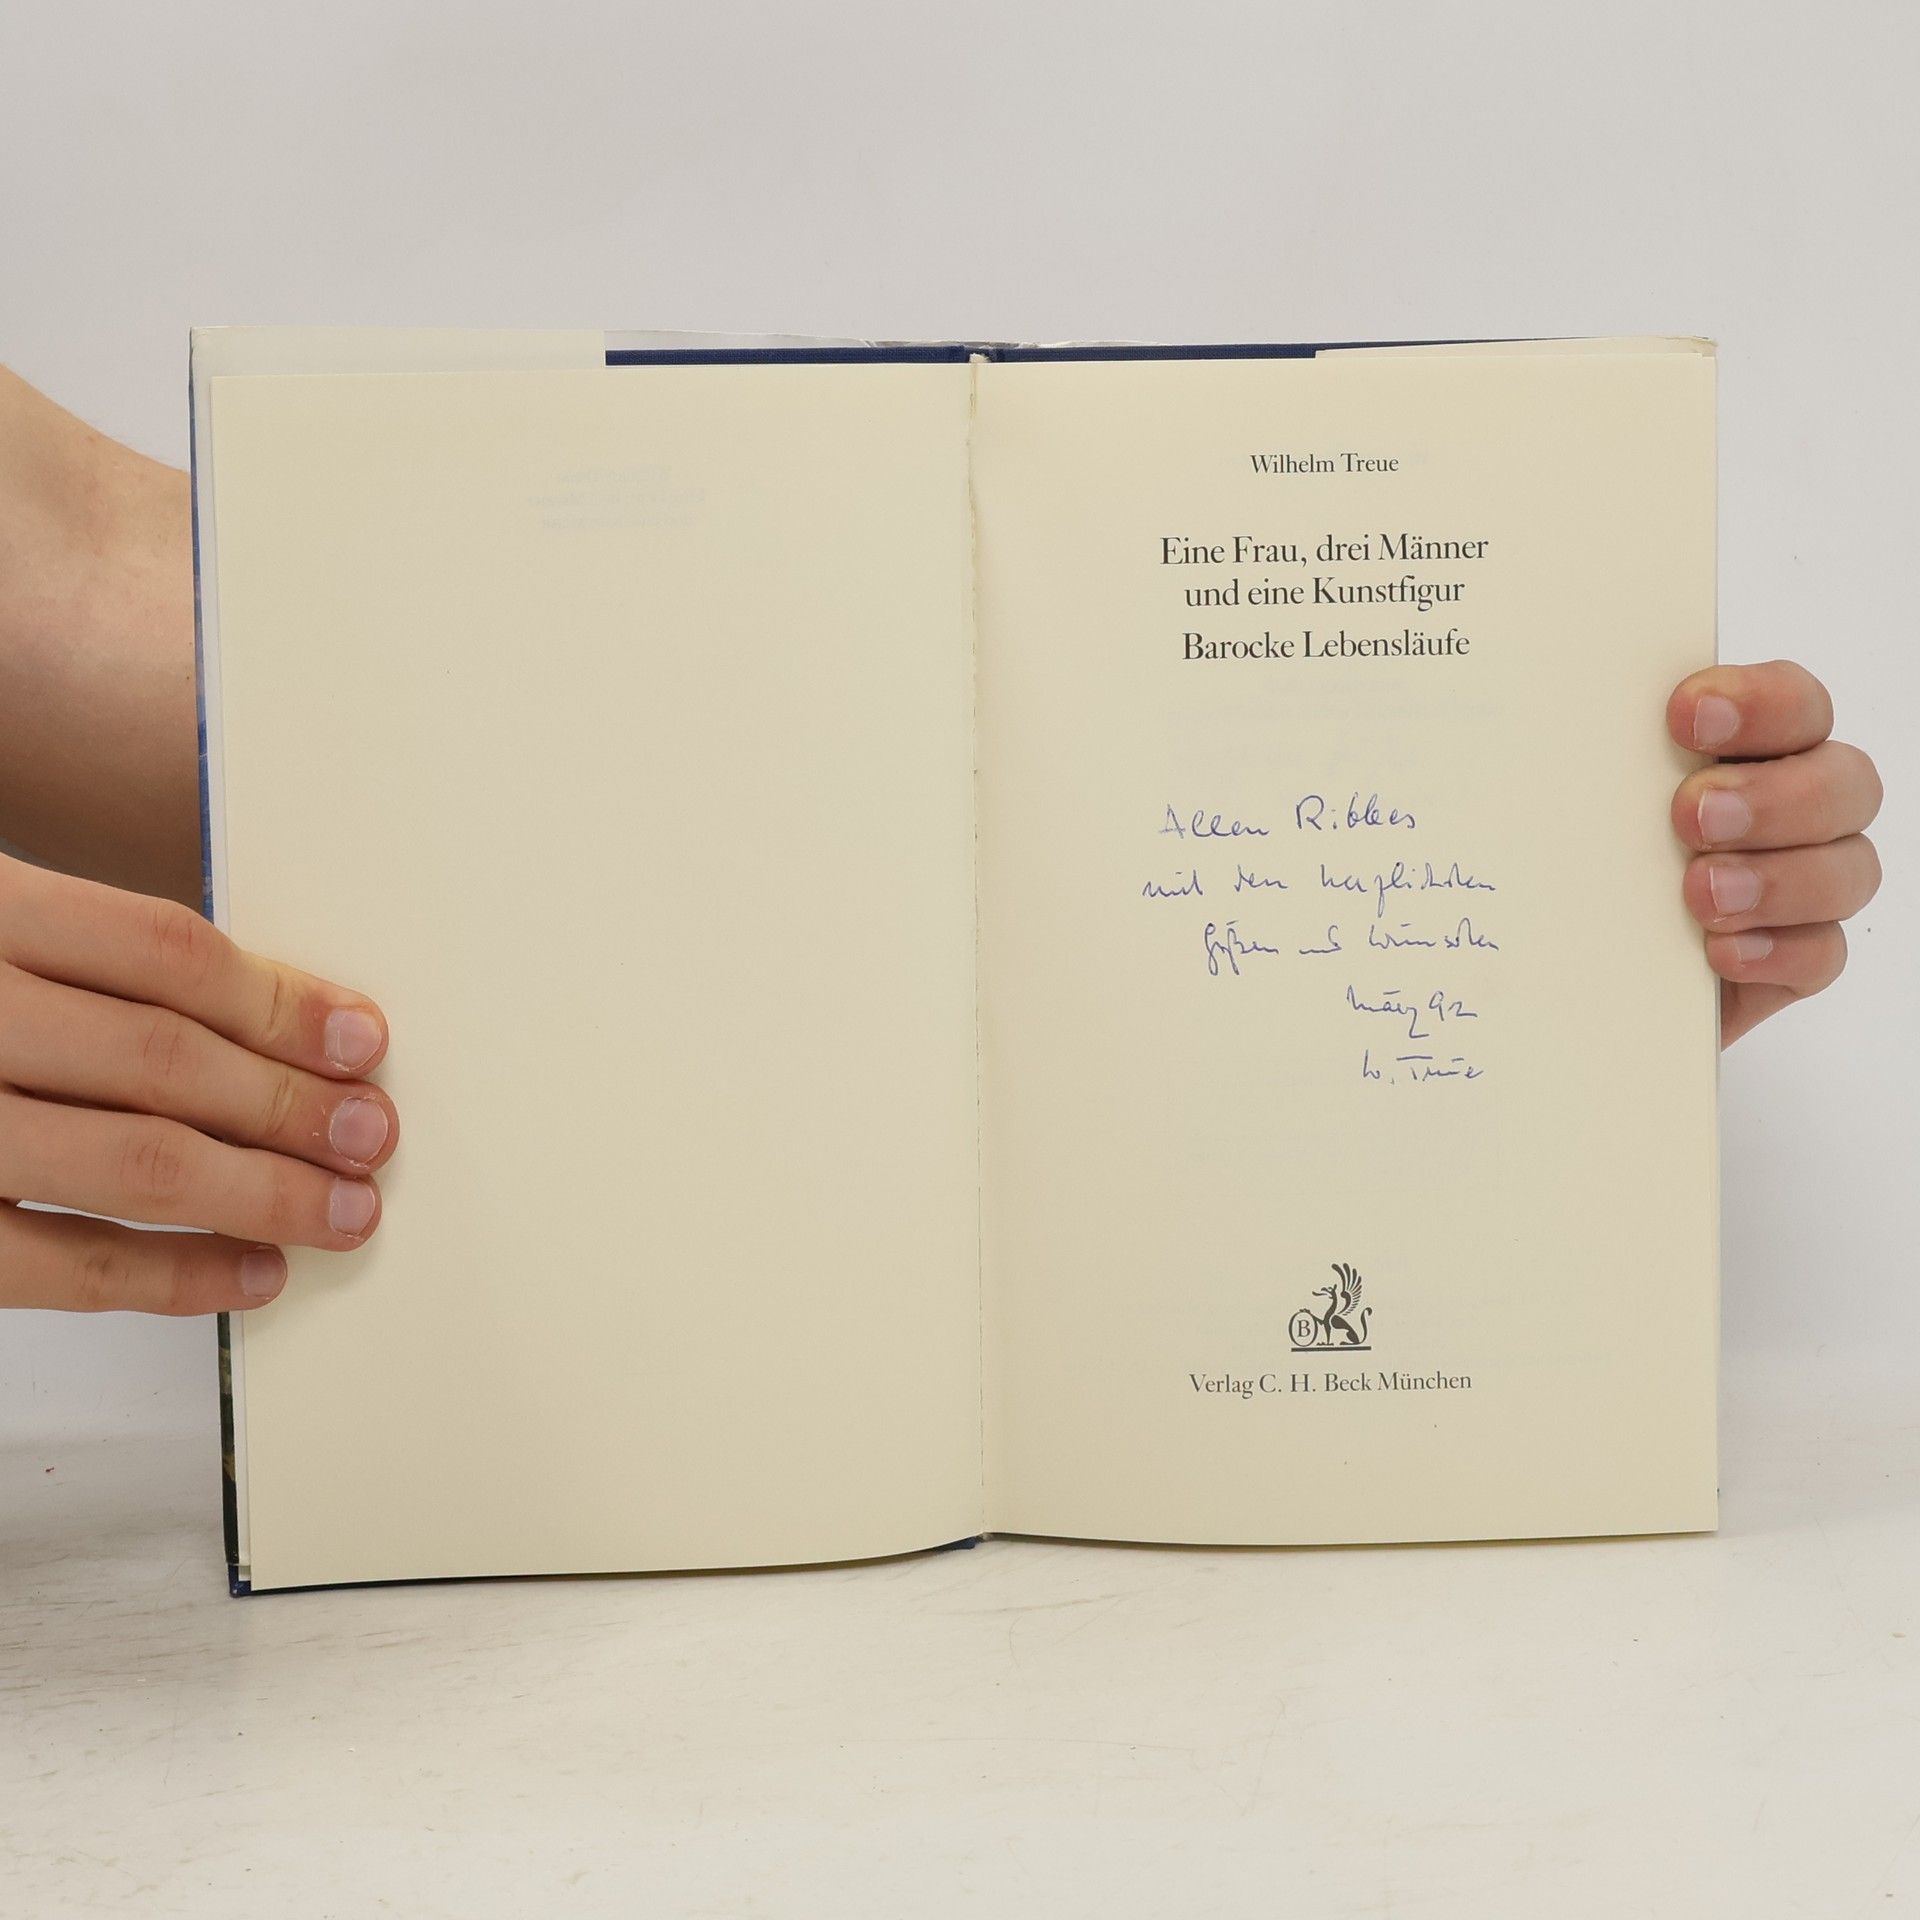 Wilhelm Treue
Eine Frau, drei Männer
und eine Kunstfigur
Barocke Lebensläufe
Allen Ribbes
mit den herzlichsten
Grüßen und Wünschen
März 92
W. Treue
B
Verlag C. H. Beck München